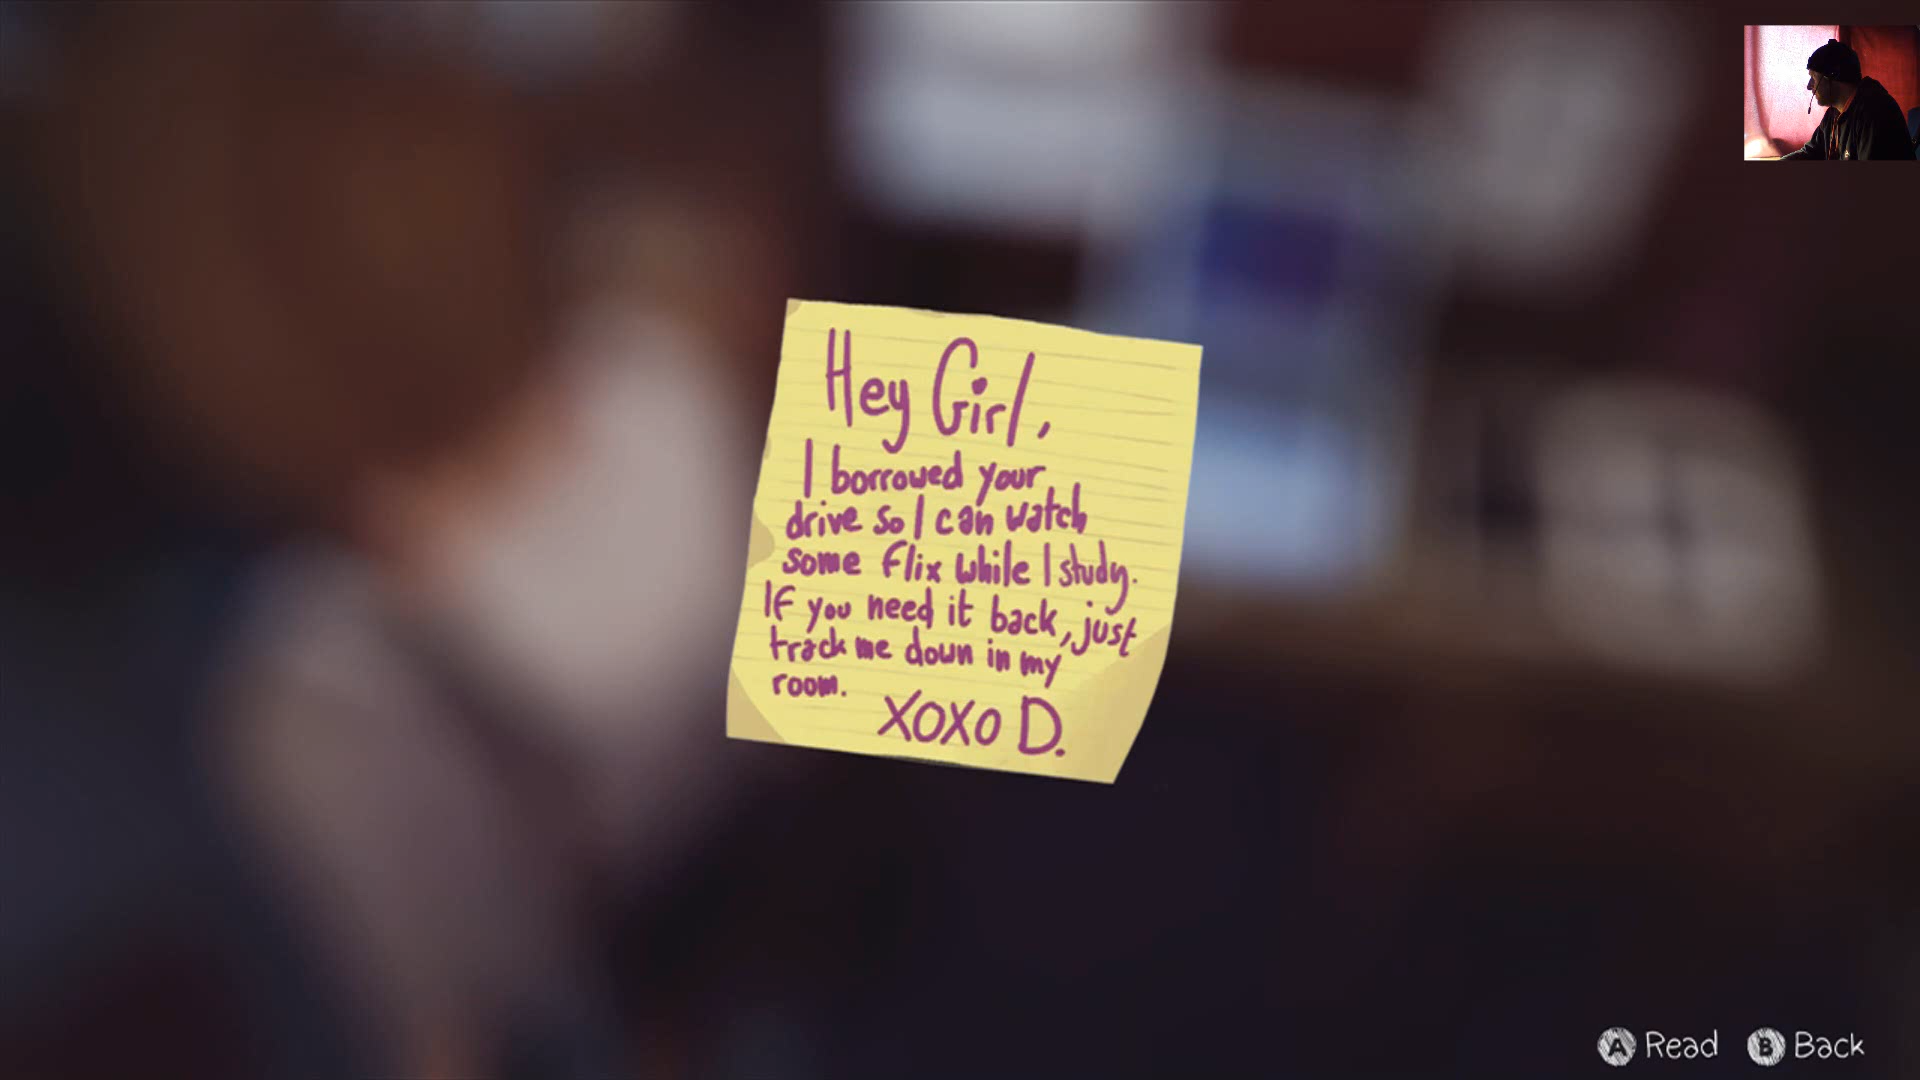 Hey Girl,
I borrowed your
drive so I can watch
some flix while I study.
If you need it back, just
track me down in my
room.
XOXO D.
A Read B Back